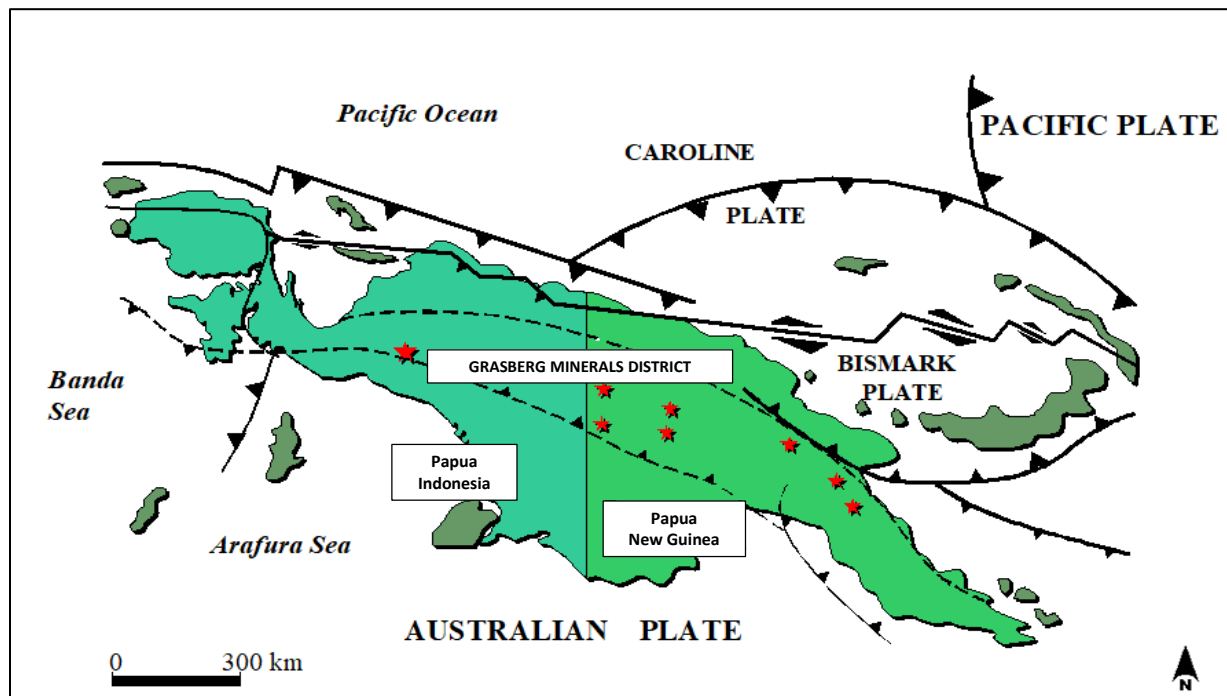 Pacific Ocean
PACIFIC PLATE
CAROLINE
PLATE
GRASBERG MINERALS DISTRICT
BISMARK
PLATE
Banda
Sea
Papua
Indonesia
Papua
New Guinea
Arafura Sea
AUSTRALIAN PLATE
0 300 km
N